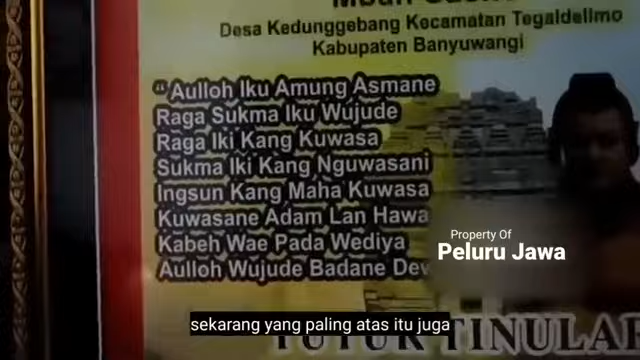 Desa Kedunggebang Kecamatan Tegaldelimo
Kabupaten Banyuwangi
“ Aulloh Iku Amung Asmane
Raga Sukma Iku Wujude
Raga Iki Kang Kuwasa
Sukma Iki Kang Nguwasani
Ingsun Kang Maha Kuwasa
Kuwasane Adam Lan Hawa
Kabeh Wae Pada Wediya
Aulloh Wujude Badane
Property Of
Peluru Jawa
sekarang yang paling atas itu juga
TUTUR TINULAR